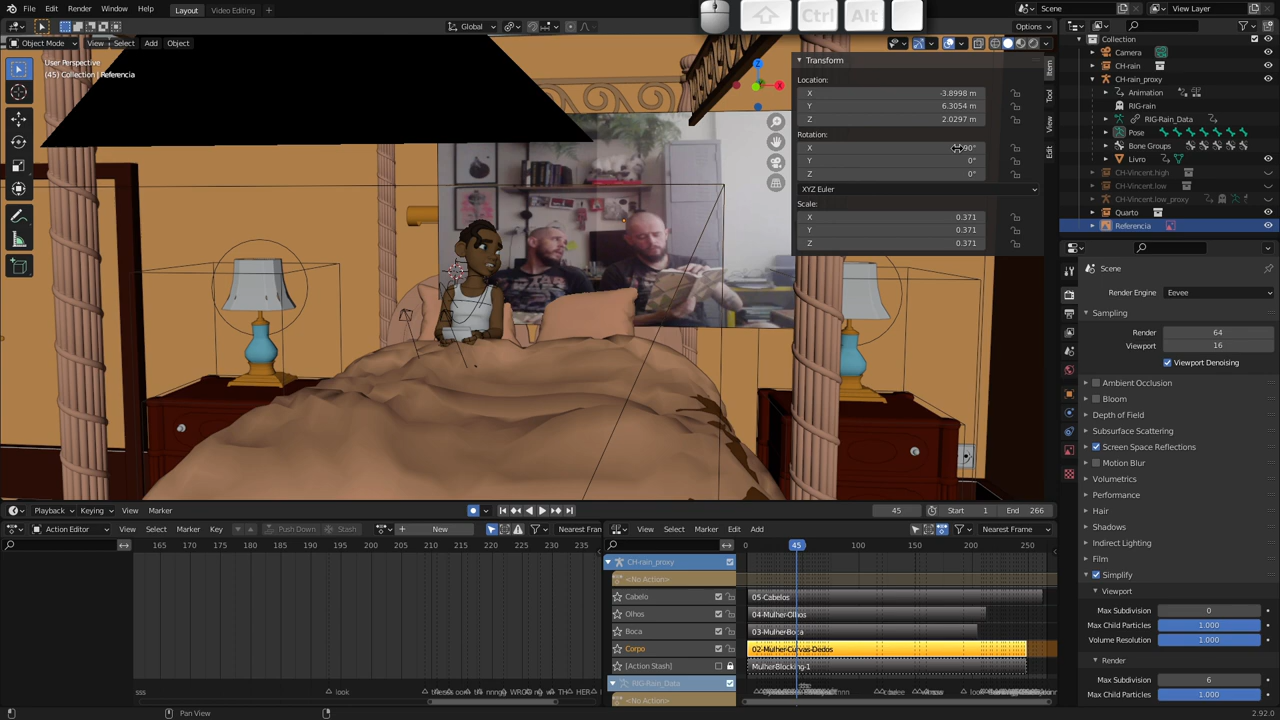 File Edit Render Window Help Layout Video Editing + Ctrl Alt Scene View Layer
Global Options
Object Mode View Select Add Object
User Perspective
(45) Collection | Referencia
Z
X
Transform
Location:
X -3.8998 m
Y 6.3054 m
Z 2.0297 m
Rotation:
X 90°
Y 0°
Z 0°
XYZ Euler
Scale:
X 0.371
Y 0.371
Z 0.371
Item
Tool
View
Edit
Collection
Camera
CH-rain
CH-rain_proxy
Animation
RIG-rain
RIG-Rain_Data
Pose
Bone Groups
Livro
CH-Vincent.high
CH-Vincent.low
CH-Vincent.low_proxy
Quarto
Referencia
Scene
Render Engine Eevee
Sampling
Render 64
Viewport 16
Viewport Denoising
Ambient Occlusion
Bloom
Depth of Field
Subsurface Scattering
Screen Space Reflections
Motion Blur
Volumetrics
Performance
Hair
Shadows
Indirect Lighting
Film
Simplify
Viewport
Max Subdivision 0
Max Child Particles 1.000
Volume Resolution 1.000
Render
Max Subdivision 6
Max Child Particles 1.000
Playback Keying View Marker 45 Start 1 End 266
Action Editor View Select Marker Key Push Down Stash New Nearest Fran
165 170 175 180 185 190 195 200 205 210 215 220 225 230 235
sss look
View Select Marker Edit Add Nearest Frame
0 45 100 150 200 250
CH-rain_proxy
<No Action>
Cabelo 05-Cabelos
Olhos 04-Mulher-Olhos
Boca 03-Mulher-Boca
Corpo 02-Mulher-Curvas-Dedos
[Action Stash] MulherBlocking-1
RIG-Rain_Data
<No Action>
Pan View 2.92.0